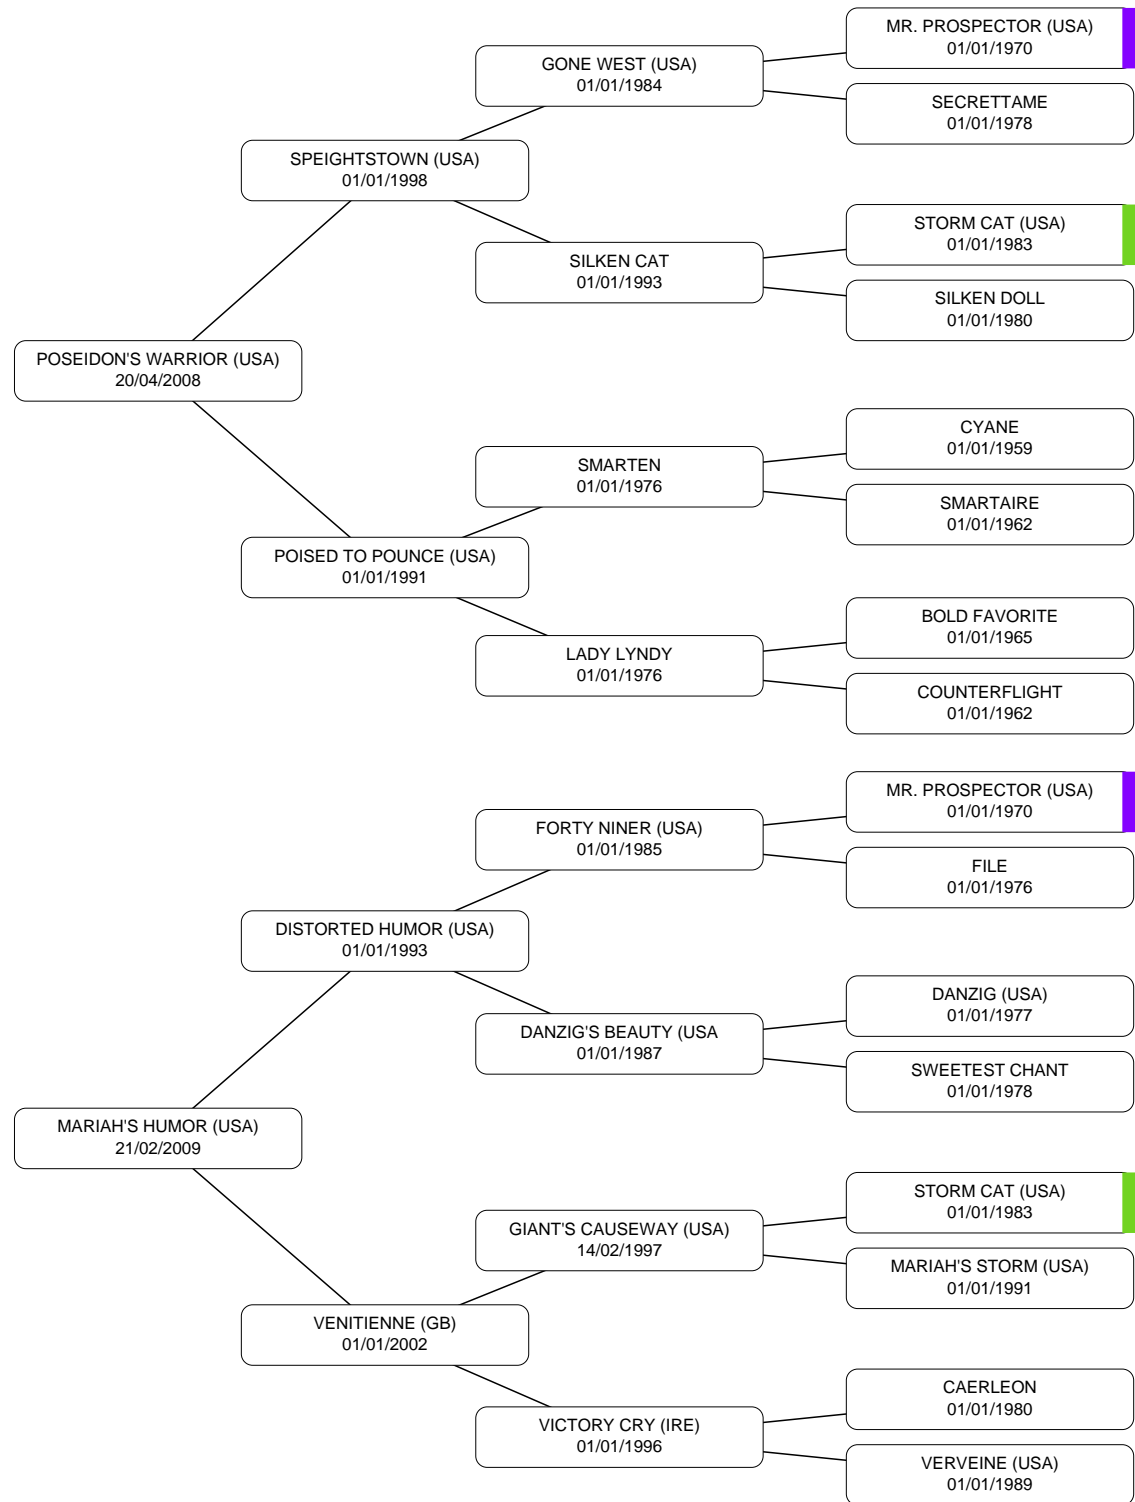 MR. PROSPECTOR (USA)
01/01/1970
GONE WEST (USA)
01/01/1984
SECRETTAME
01/01/1978
SPEIGHTSTOWN (USA)
01/01/1998
STORM CAT (USA)
01/01/1983
SILKEN CAT
01/01/1993
SILKEN DOLL
01/01/1980
POSEIDON'S WARRIOR (USA)
20/04/2008
CYANE
01/01/1959
SMARTEN
01/01/1976
SMARTAIRE
01/01/1962
POISED TO POUNCE (USA)
01/01/1991
BOLD FAVORITE
01/01/1965
LADY LYNDY
01/01/1976
COUNTERFLIGHT
01/01/1962
MR. PROSPECTOR (USA)
01/01/1970
FORTY NINER (USA)
01/01/1985
FILE
01/01/1976
DISTORTED HUMOR (USA)
01/01/1993
DANZIG (USA)
01/01/1977
DANZIG'S BEAUTY (USA
01/01/1987
SWEETEST CHANT
01/01/1978
MARIAH'S HUMOR (USA)
21/02/2009
STORM CAT (USA)
01/01/1983
GIANT'S CAUSEWAY (USA)
14/02/1997
MARIAH'S STORM (USA)
01/01/1991
VENITIENNE (GB)
01/01/2002
CAERLEON
01/01/1980
VICTORY CRY (IRE)
01/01/1996
VERVEINE (USA)
01/01/1989